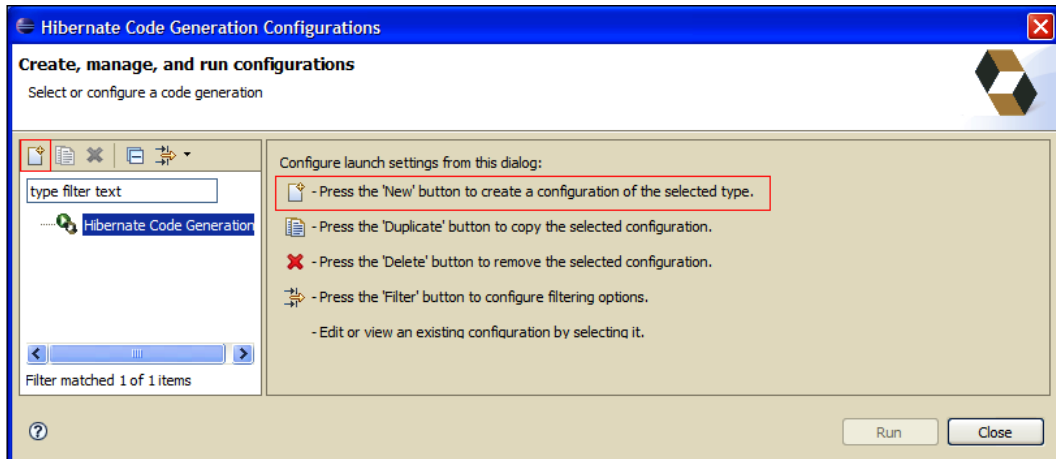 Hibernate Code Generation Configurations
Create, manage, and run configurations
Select or configure a code generation
type filter text
Hibernate Code Generation
Filter matched 1 of 1 items
Configure launch settings from this dialog:
- Press the 'New' button to create a configuration of the selected type.
- Press the 'Duplicate' button to copy the selected configuration.
- Press the 'Delete' button to remove the selected configuration.
- Press the 'Filter' button to configure filtering options.
- Edit or view an existing configuration by selecting it.
Run
Close